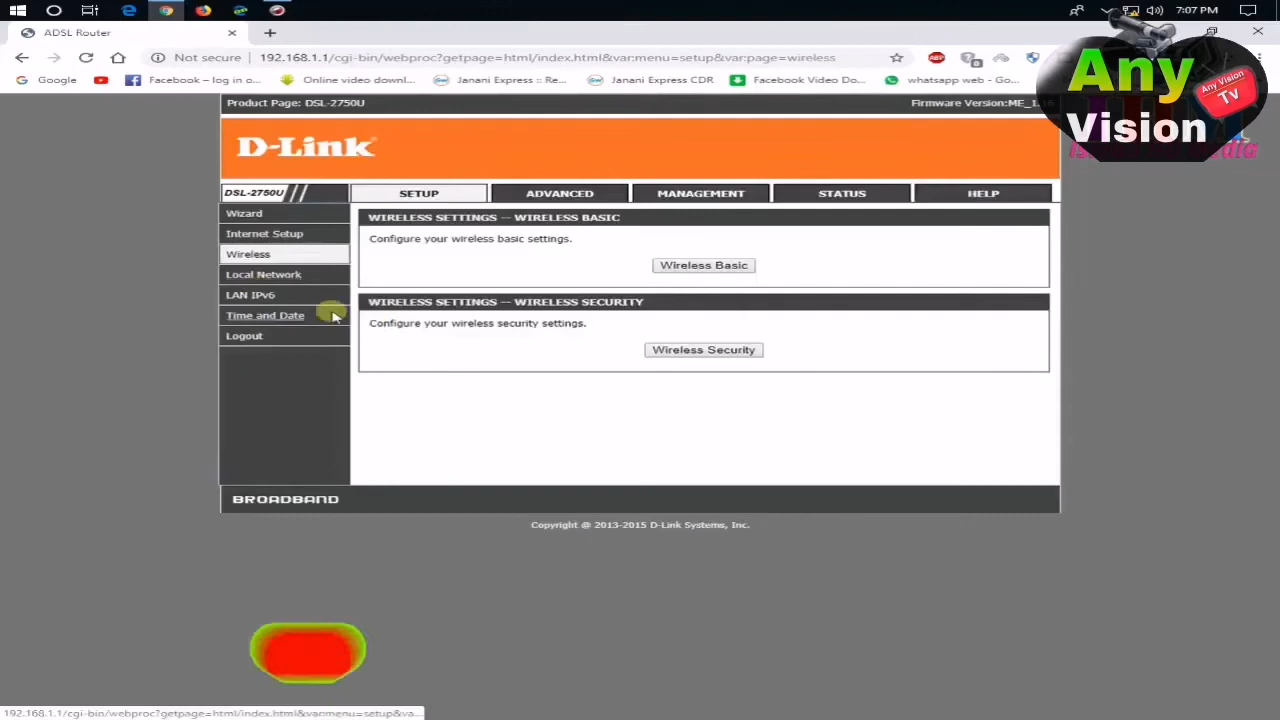 7:07 PM
ADSL Router
Not secure
192.168.1.1/cgi-bin/webproc?getpage=html/index.html&var:menu=setup&var:page=wireless
Google
Facebook – log in o...
Online video downl...
Janani Express :: Re...
Janani Express CDR
Facebook Video Do...
whatsapp web - Go...
Any
Vision
Any Vision
Tv
Product Page: DSL-2750U
Firmware Version:ME_1.16
D-Link
DSL-2750U
SETUP
ADVANCED
MANAGEMENT
STATUS
HELP
Wizard
Internet Setup
Wireless
Local Network
LAN IPv6
Time and Date
Logout
WIRELESS SETTINGS -- WIRELESS BASIC
Configure your wireless basic settings.
Wireless Basic
WIRELESS SETTINGS -- WIRELESS SECURITY
Configure your wireless security settings.
Wireless Security
BROADBAND
Copyright @ 2013-2015 D-Link Systems, Inc.
192.168.1.1/cgi-bin/webproc?getpage=html/index.html&var:menu=setup&va...